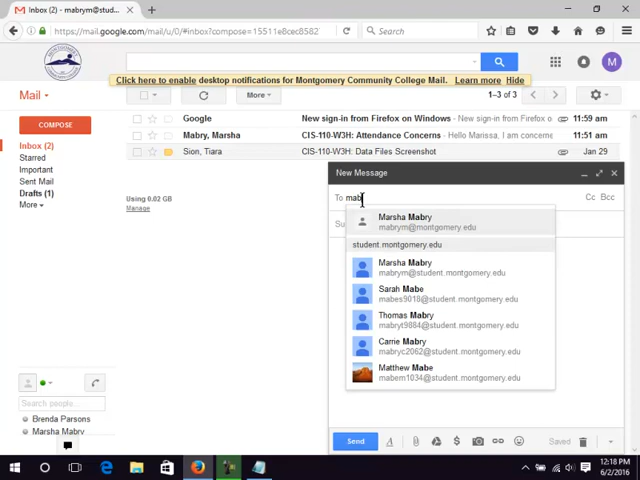 Inbox (2) - mabrym@stud...
https://mail.google.com/mail/u/0/#inbox?compose=15511e8cec8582
Click here to enable desktop notifications for Montgomery Community College Mail. Learn more Hide
Mail
More
1–3 of 3
COMPOSE
Inbox (2)
Starred
Important
Sent Mail
Drafts (1)
More
Google New sign-in from Firefox on Windows - New sign-in from Firefox o 11:59 am
Mabry, Marsha CIS-110-W3H: Attendance Concerns - Hello Marissa, I am conceme 11:51 am
Sion, Tiara CIS-110-W3H: Data Files Screenshot Jan 29
Using 0.02 GB
Manage
New Message
To mab
Cc Bcc
Su
Marsha Mabry
mabrym@montgomery.edu
student.montgomery.edu
Marsha Mabry
mabrym@student.montgomery.edu
Sarah Mabe
mabes9018@student.montgomery.edu
Thomas Mabry
mabryt9884@student.montgomery.edu
Carrie Mabry
mabryc2062@student.montgomery.edu
Matthew Mabe
mabem1034@student.montgomery.edu
Send
Saved
Search people...
Brenda Parsons
Marsha Mabry
M
12:18 PM
6/2/2016